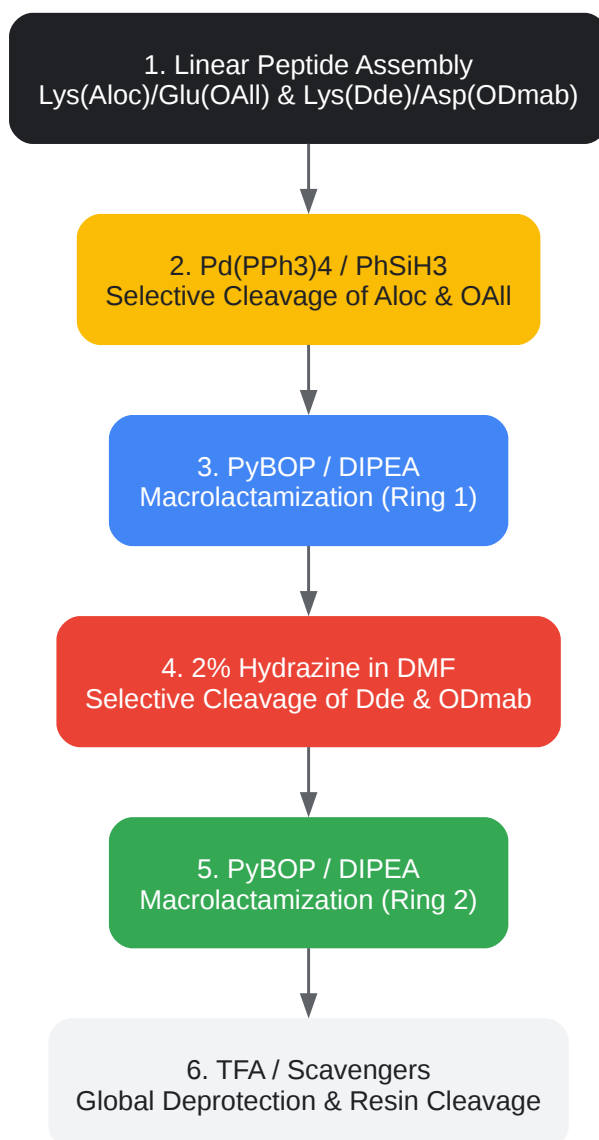 1. Linear Peptide Assembly
Lys(Aloc)/Glu(OAll) & Lys(Dde)/Asp(ODmab)
2. Pd(PPh3)4 / PhSiH3
Selective Cleavage of Aloc & OAll
3. PyBOP / DIPEA
Macrolactamization (Ring 1)
4. 2% Hydrazine in DMF
Selective Cleavage of Dde & ODmab
5. PyBOP / DIPEA
Macrolactamization (Ring 2)
6. TFA / Scavengers
Global Deprotection & Resin Cleavage